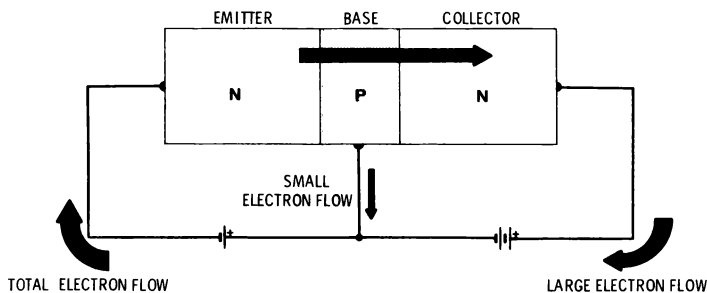 EMITTER BASE COLLECTOR
N P N
SMALL
ELECTRON FLOW
+ +
TOTAL ELECTRON FLOW LARGE ELECTRON FLOW